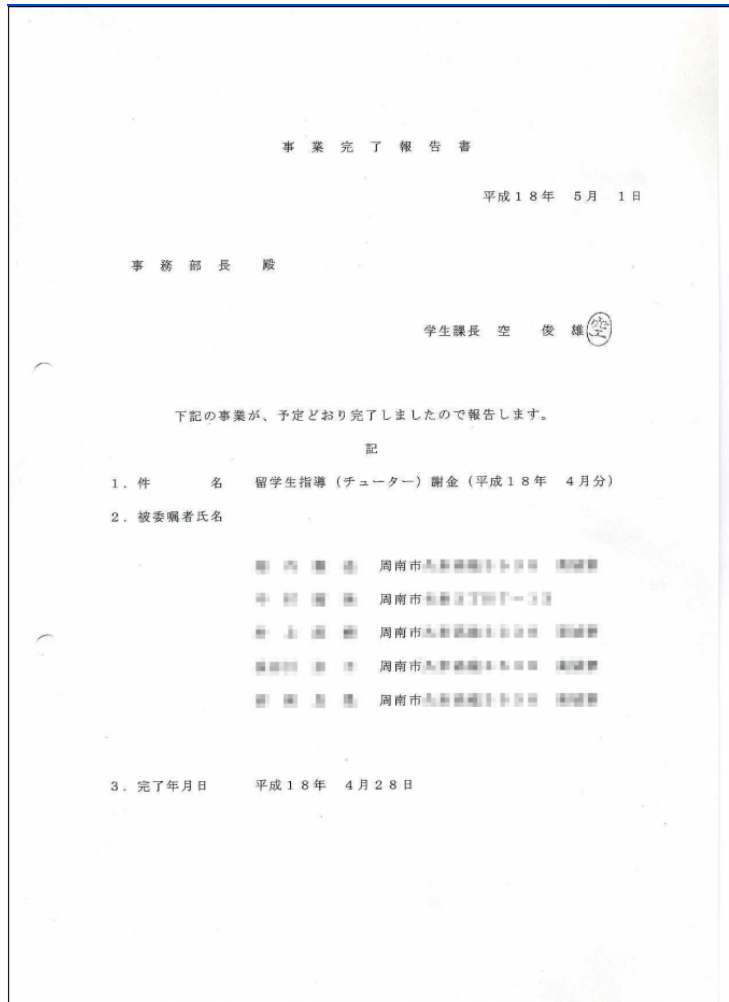 事業完了報告書
平成18年 5月 1日
事務部長 殿
学生課長 空 俊雄 空
下記の事業が、予定どおり完了しましたので報告します。
記
1．件 名 留学生指導（チューター）謝金（平成18年 4月分）
2．被委嘱者氏名
周南市
周南市
周南市
周南市
周南市
3．完了年月日 平成18年 4月28日